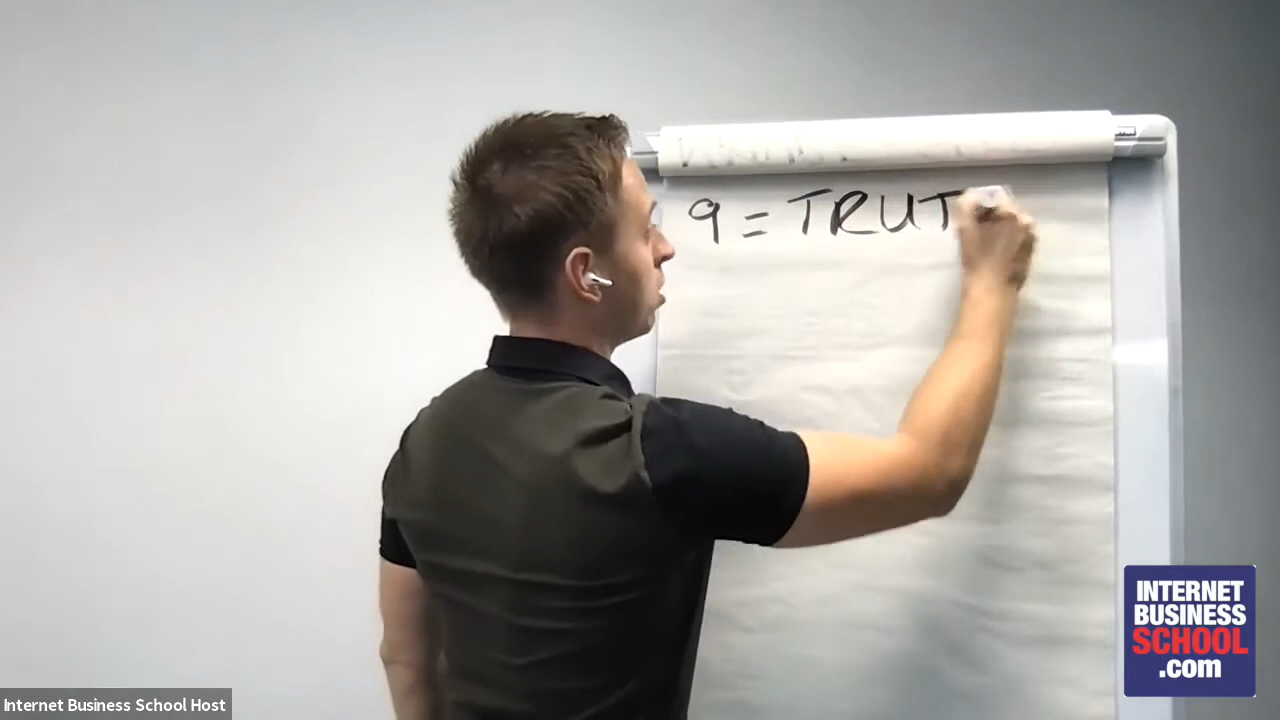 9 = TRUT
INTERNET
BUSINESS
SCHOOL
.com
Internet Business School Host